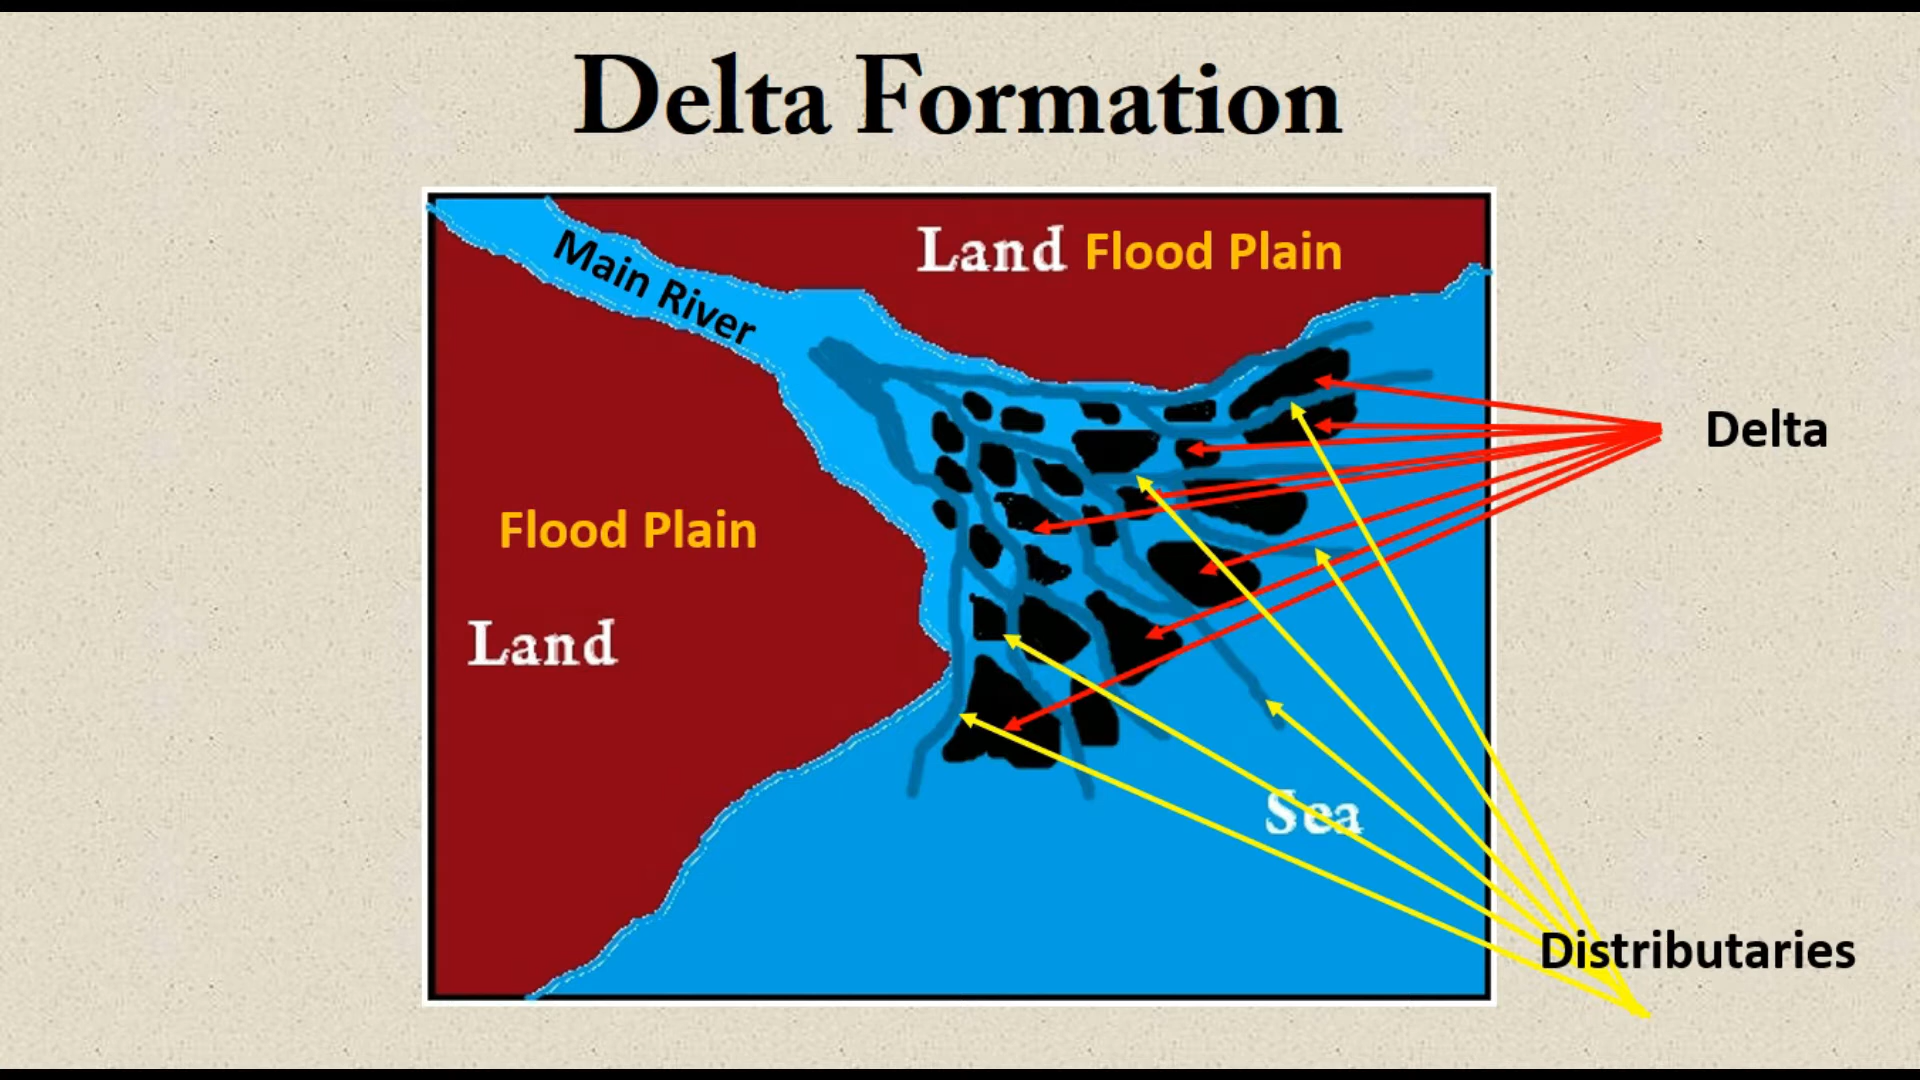 Delta Formation
Land Flood Plain
Main River
Delta
Flood Plain
Land
Sea
Distributaries